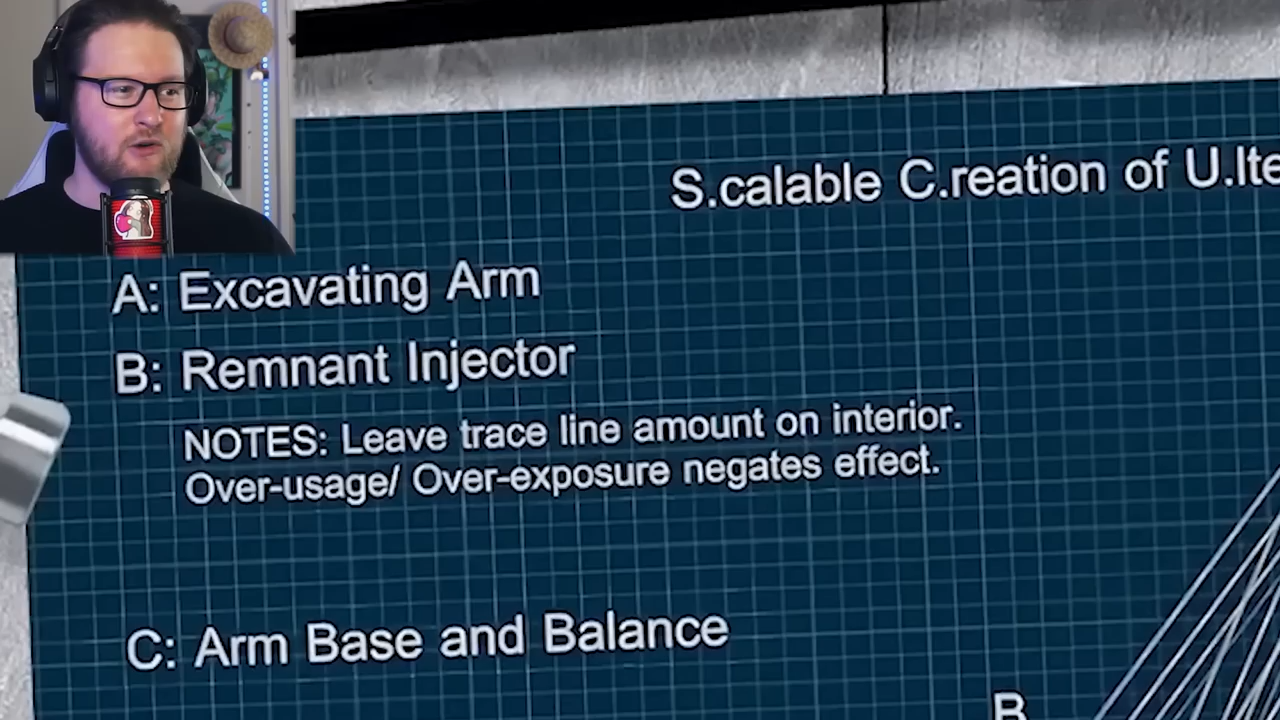 S.calable C.reation of U.lte
A: Excavating Arm
B: Remnant Injector
NOTES: Leave trace line amount on interior.
Over-usage/ Over-exposure negates effect.
C: Arm Base and Balance
B